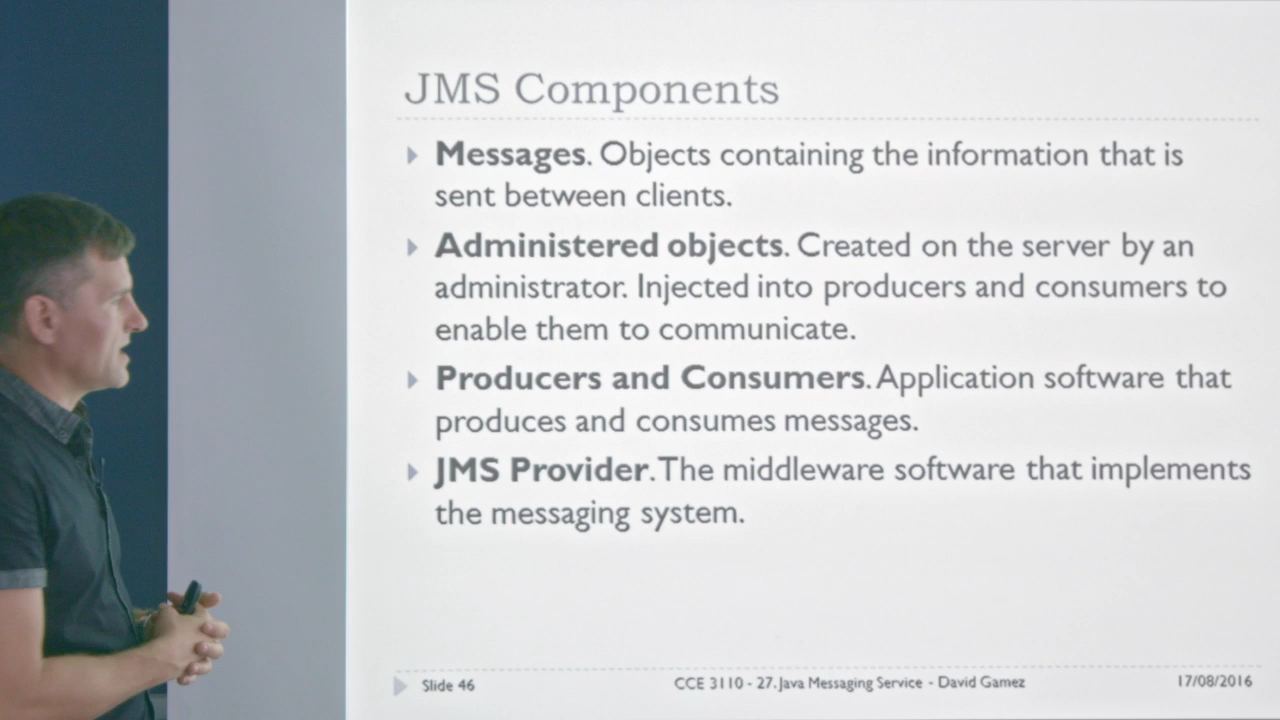 JMS Components
Messages. Objects containing the information that is
sent between clients.
Administered objects. Created on the server by an
administrator. Injected into producers and consumers to
enable them to communicate.
Producers and Consumers. Application software that
produces and consumes messages.
JMS Provider. The middleware software that implements
the messaging system.
Slide 46
CCE 3110 - 27. Java Messaging Service - David Gamez
17/08/2016